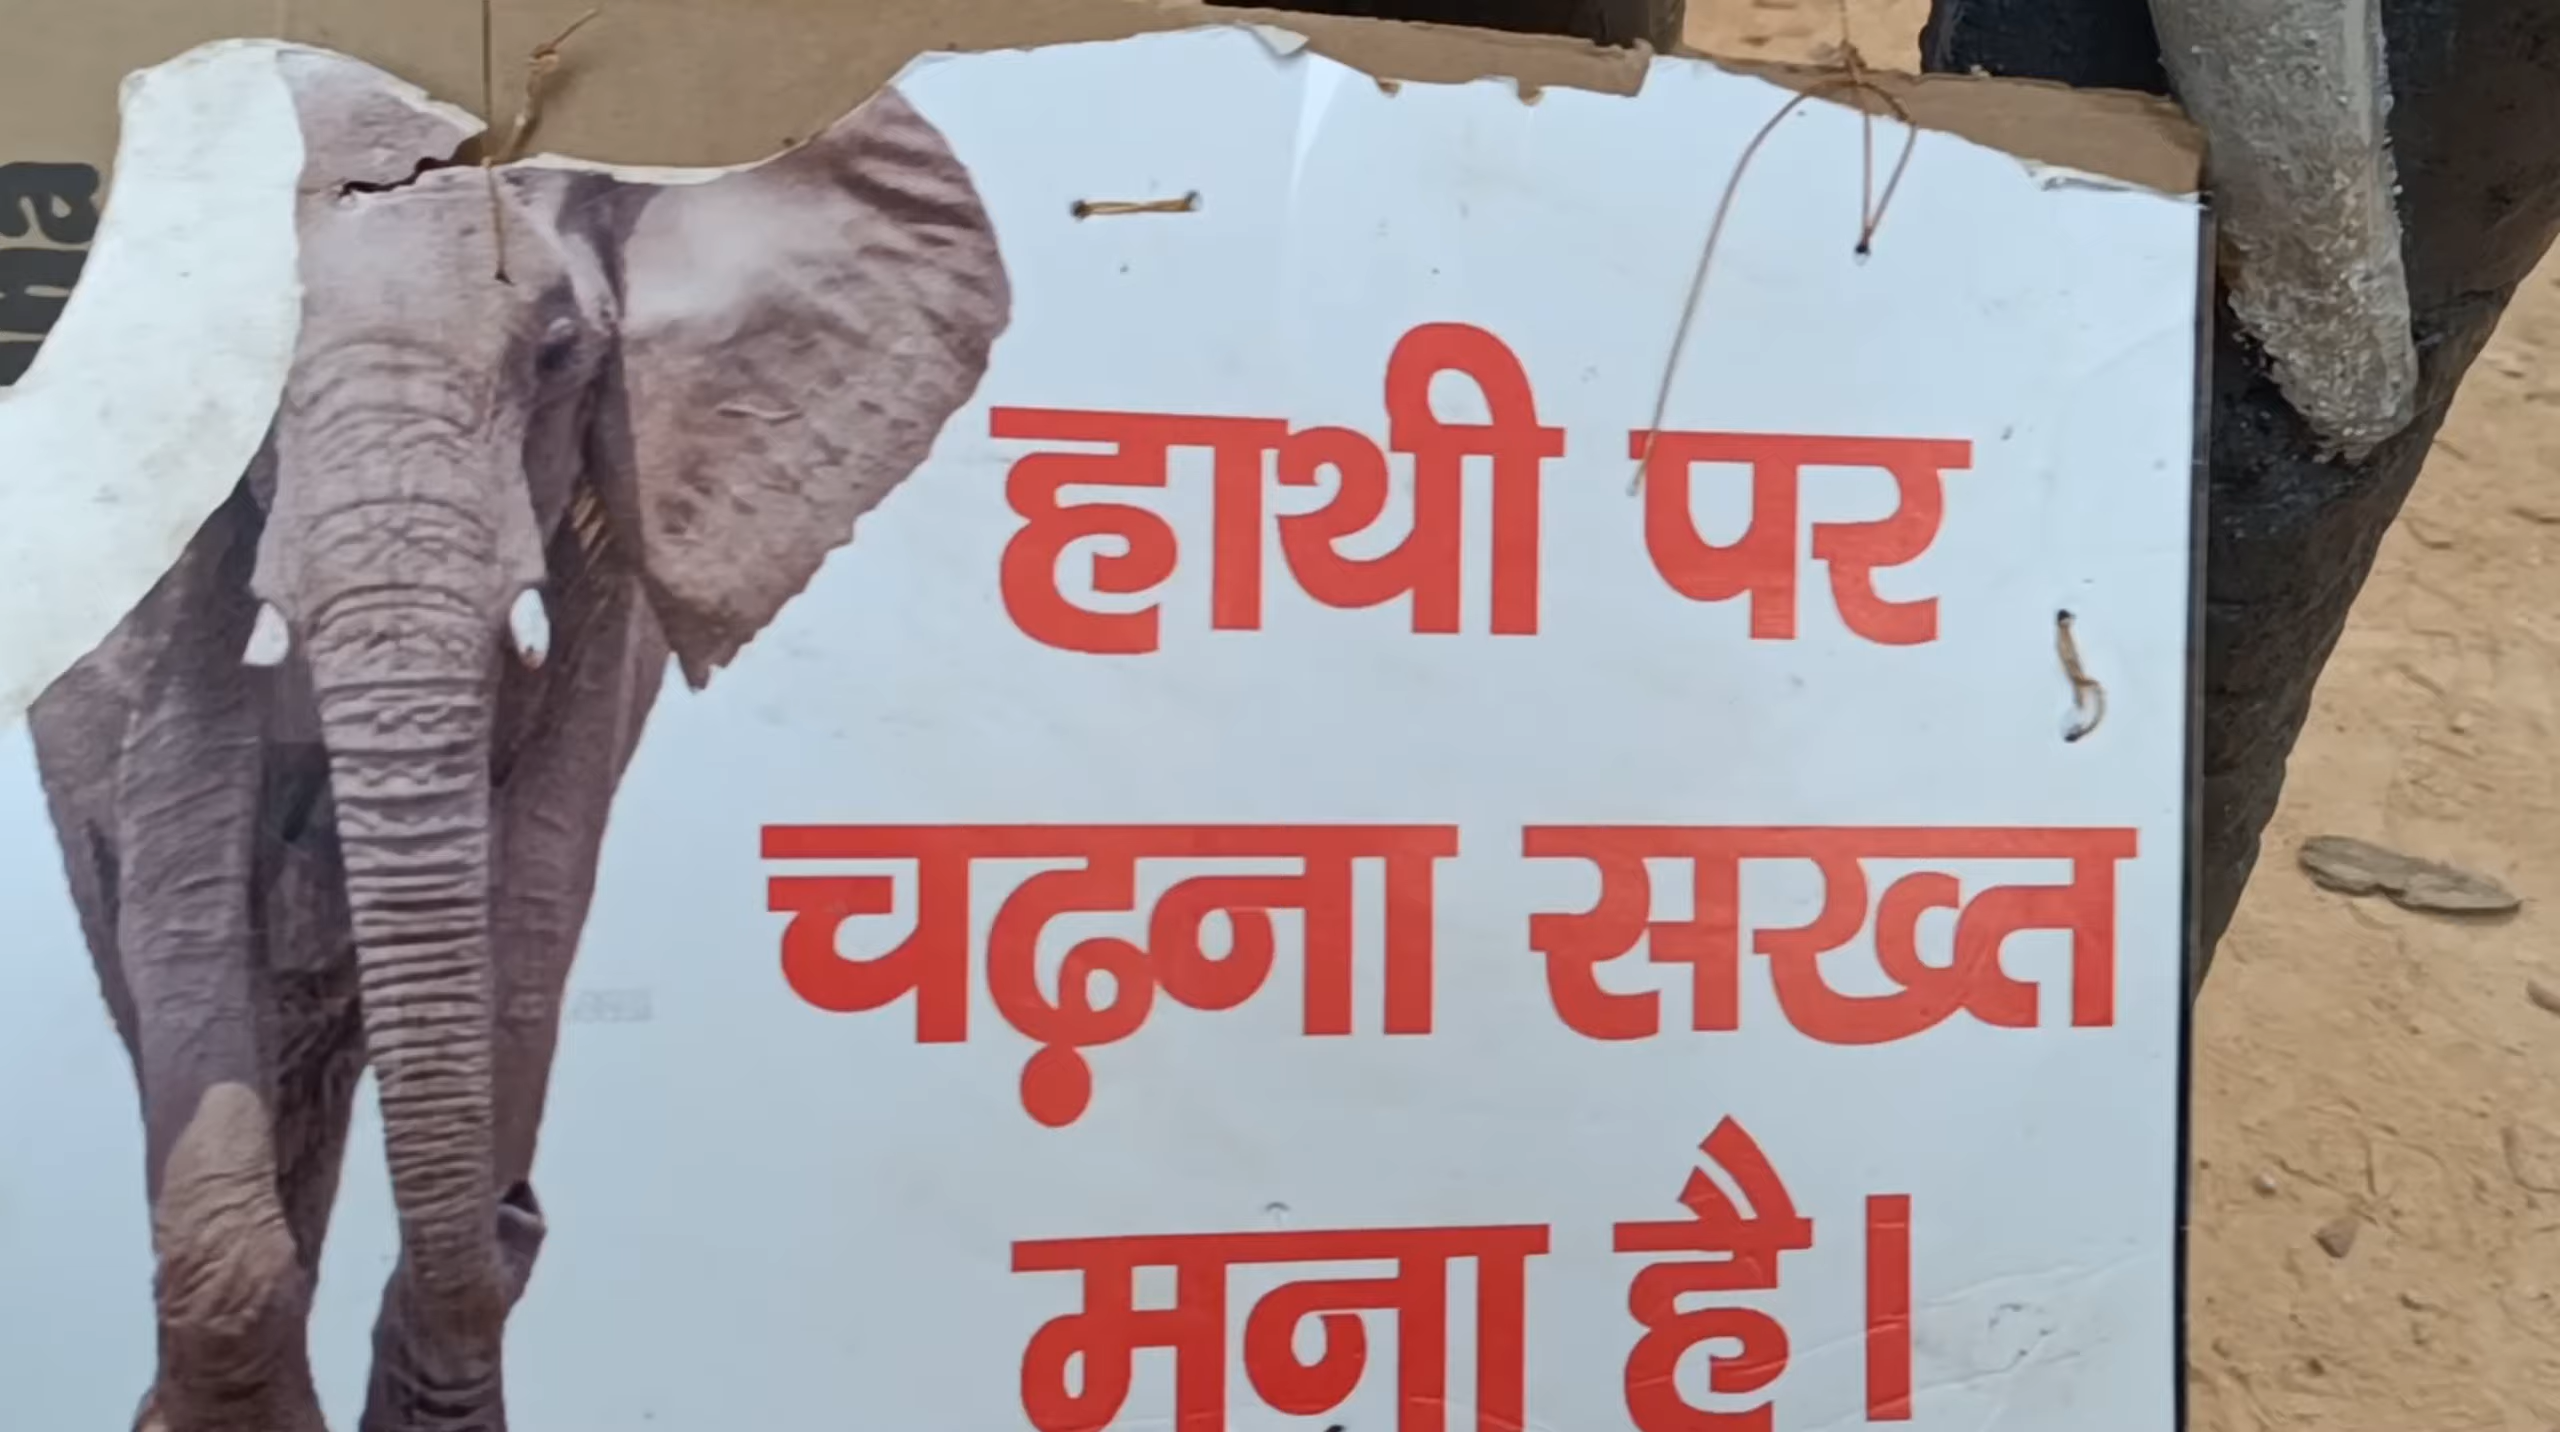 हाथी पर
चढ़ना सख्त
मना है।